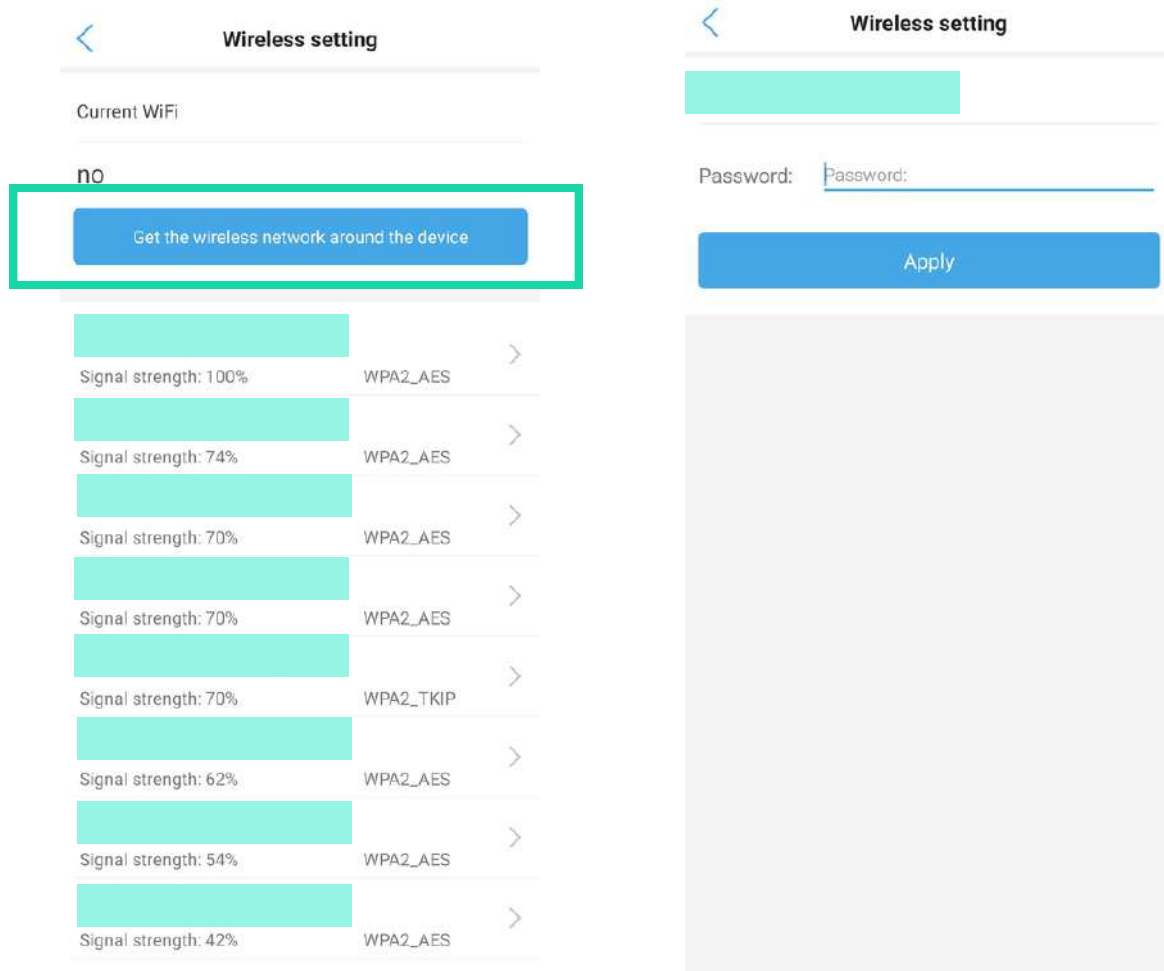 Wireless setting
Current WiFi
no
Get the wireless network around the device
Signal strength: 100% WPA2_AES
Signal strength: 74% WPA2_AES
Signal strength: 70% WPA2_AES
Signal strength: 70% WPA2_AES
Signal strength: 70% WPA2_TKIP
Signal strength: 62% WPA2_AES
Signal strength: 54% WPA2_AES
Signal strength: 42% WPA2_AES
Wireless setting
Password: Password:
Apply